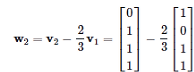 w₂ = v₂ − 2/3 v₁ = [0 1 1 1] − 2/3 [1 0 1 1]